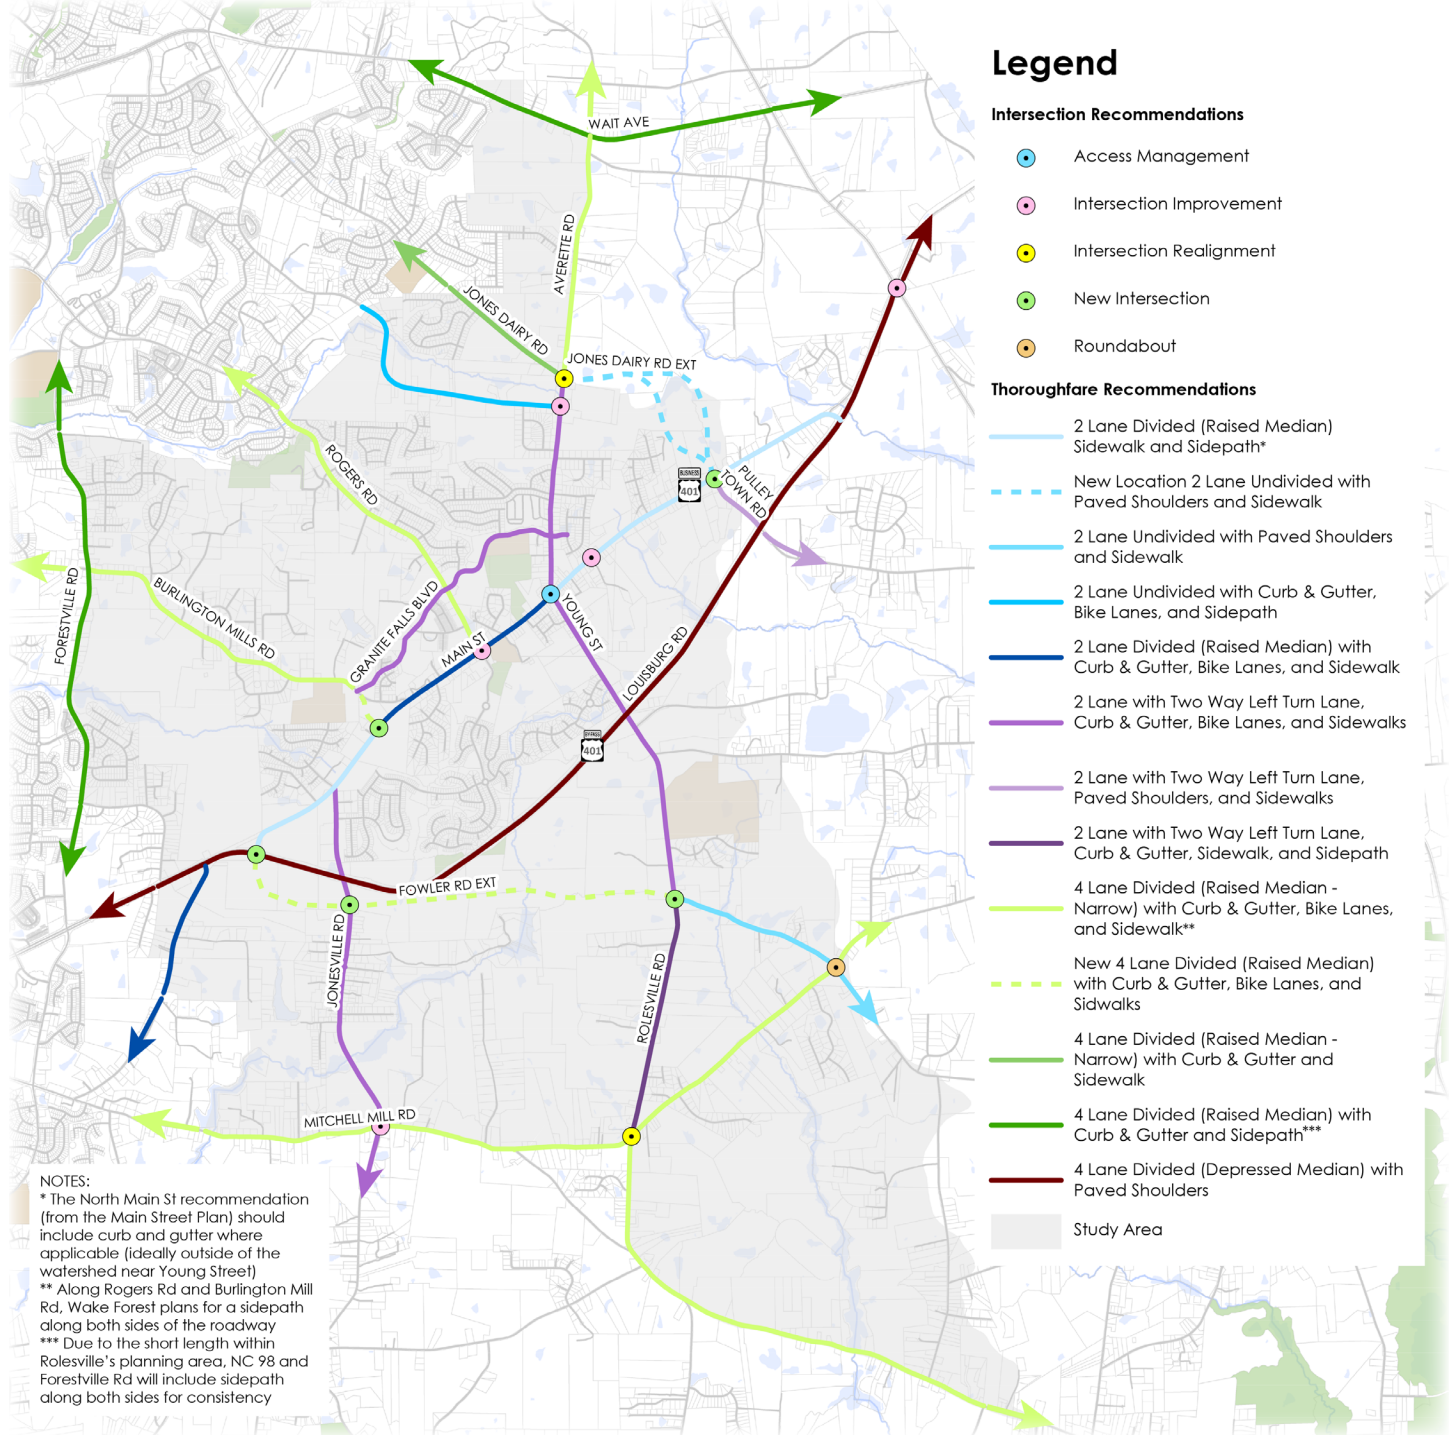 WAIT AVE
AVERETTE RD
JONES DAIRY RD
JONES DAIRY RD EXT
ROGERS RD
PULLEY
TOWN RD
BUSINESS
401
BURLINGTON MILLS RD
FORESTVILLE RD
GRANITE FALLS BLVD
MAIN ST
YOUNG ST
LOUISBURG RD
BYPASS
401
FOWLER RD EXT
JONESVILLE RD
ROLESVILLE RD
MITCHELL MILL RD
NOTES:
* The North Main St recommendation
(from the Main Street Plan) should
include curb and gutter where
applicable (ideally outside of the
watershed near Young Street)
** Along Rogers Rd and Burlington Mill
Rd, Wake Forest plans for a sidepath
along both sides of the roadway
*** Due to the short length within
Rolesville's planning area, NC 98 and
Forestville Rd will include sidepath
along both sides for consistency
Legend
Intersection Recommendations
Access Management
Intersection Improvement
Intersection Realignment
New Intersection
Roundabout
Thoroughfare Recommendations
2 Lane Divided (Raised Median)
Sidewalk and Sidepath*
New Location 2 Lane Undivided with
Paved Shoulders and Sidewalk
2 Lane Undivided with Paved Shoulders
and Sidewalk
2 Lane Undivided with Curb & Gutter,
Bike Lanes, and Sidepath
2 Lane Divided (Raised Median) with
Curb & Gutter, Bike Lanes, and Sidewalk
2 Lane with Two Way Left Turn Lane,
Curb & Gutter, Bike Lanes, and Sidewalks
2 Lane with Two Way Left Turn Lane,
Paved Shoulders, and Sidewalks
2 Lane with Two Way Left Turn Lane,
Curb & Gutter, Sidewalk, and Sidepath
4 Lane Divided (Raised Median -
Narrow) with Curb & Gutter, Bike Lanes,
and Sidewalk**
New 4 Lane Divided (Raised Median)
with Curb & Gutter, Bike Lanes, and
Sidwalks
4 Lane Divided (Raised Median -
Narrow) with Curb & Gutter and
Sidewalk
4 Lane Divided (Raised Median) with
Curb & Gutter and Sidepath***
4 Lane Divided (Depressed Median) with
Paved Shoulders
Study Area